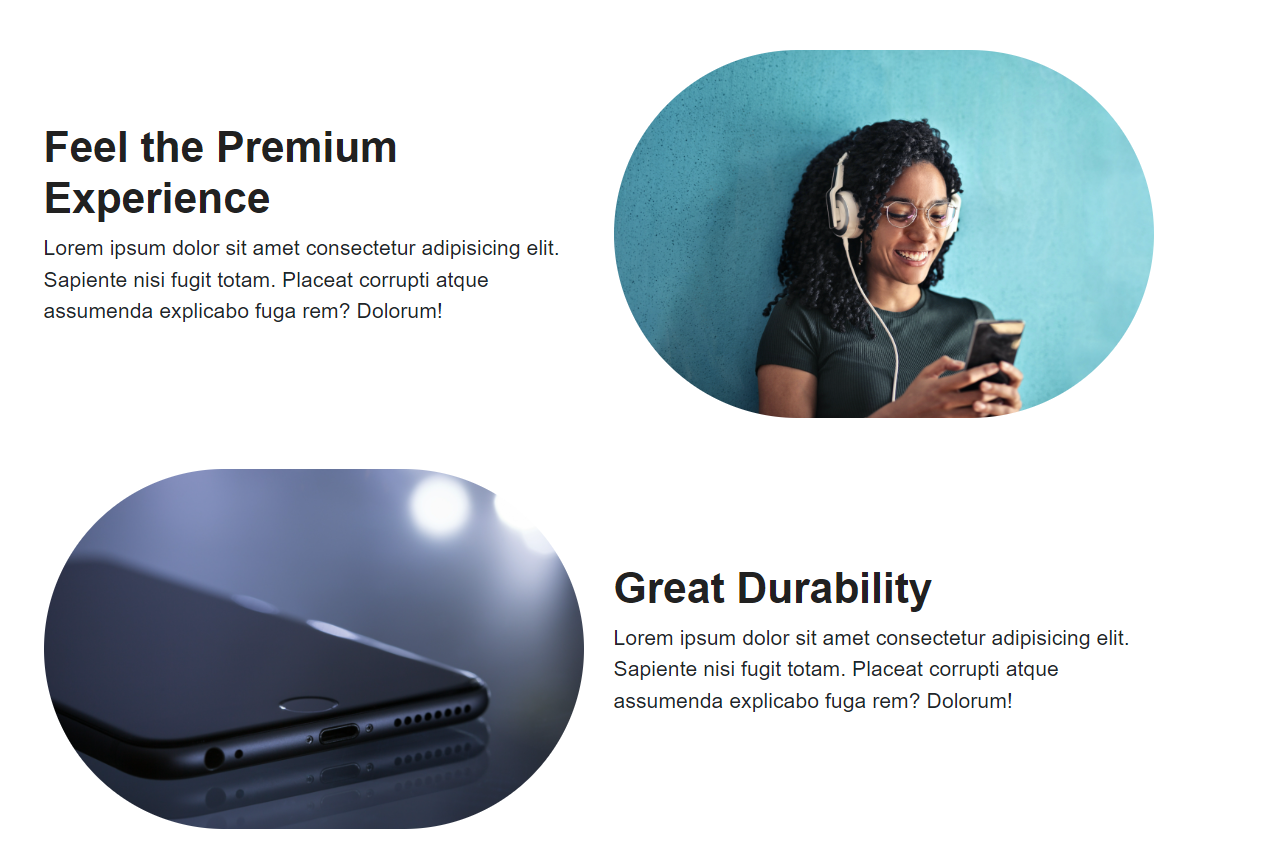 Feel the Premium
Experience
Lorem ipsum dolor sit amet consectetur adipisicing elit.
Sapiente nisi fugit totam. Placeat corrupti atque
assumenda explicabo fuga rem? Dolorum!
Great Durability
Lorem ipsum dolor sit amet consectetur adipisicing elit.
Sapiente nisi fugit totam. Placeat corrupti atque
assumenda explicabo fuga rem? Dolorum!